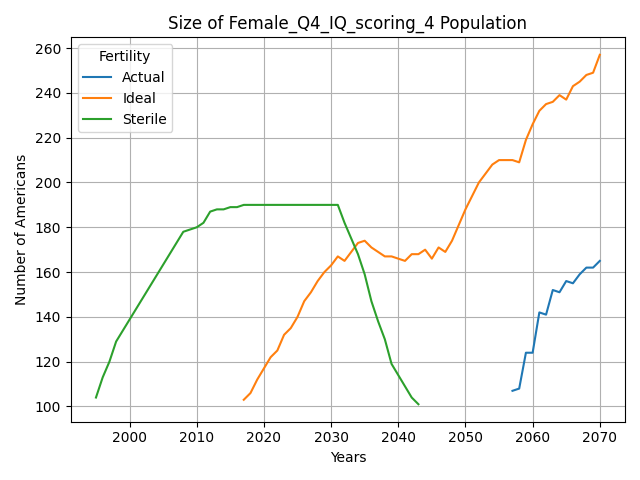 Size of Female_Q4_IQ_scoring_4 Population
Fertility
Actual
Ideal
Sterile
Number of Americans
260
240
220
200
180
160
140
120
100
2000 2010 2020 2030 2040 2050 2060 2070
Years